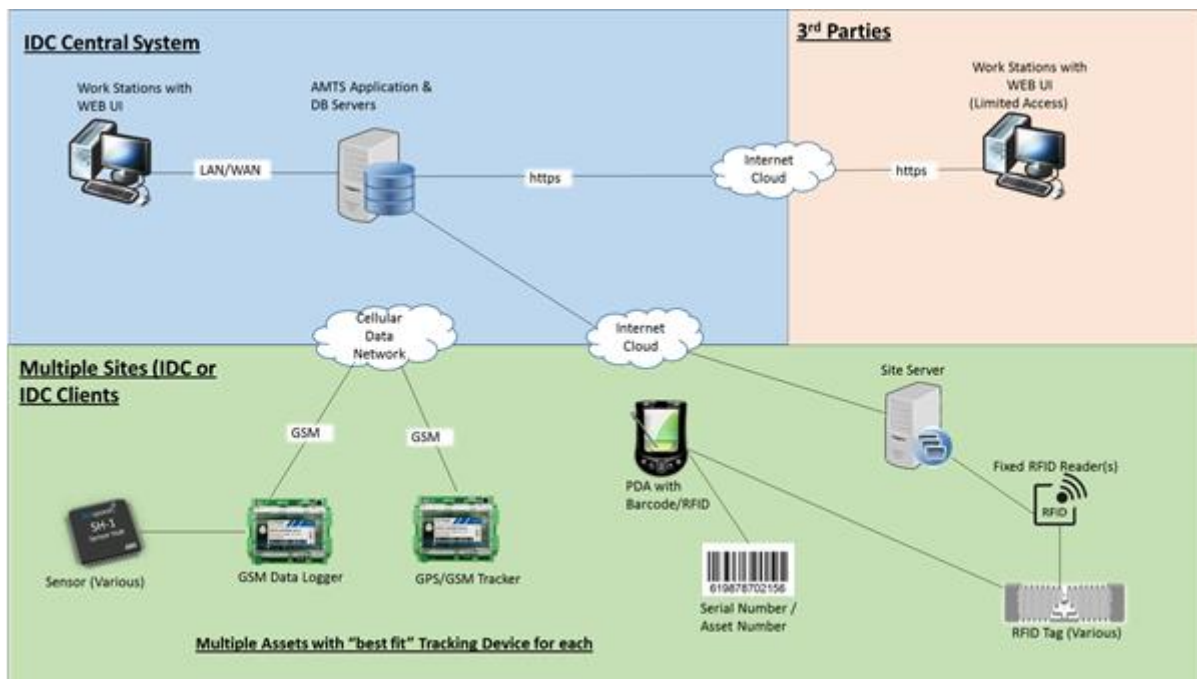 IDC Central System
3rd Parties
Work Stations with
WEB UI
AMTS Application &
DB Servers
Work Stations with
WEB UI
(Limited Access)
LAN/WAN
https
Internet
Cloud
https
Cellular
Data
Network
Internet
Cloud
Multiple Sites (IDC or
IDC Clients
Site Server
GSM
GSM
Fixed RFID Reader(s)
RFID
PDA with
Barcode/RFID
SH-1
Sensor (Various)
GSM Data Logger
GPS/GSM Tracker
619878702156
Serial Number /
Asset Number
RFID Tag (Various)
Multiple Assets with "best fit" Tracking Device for each